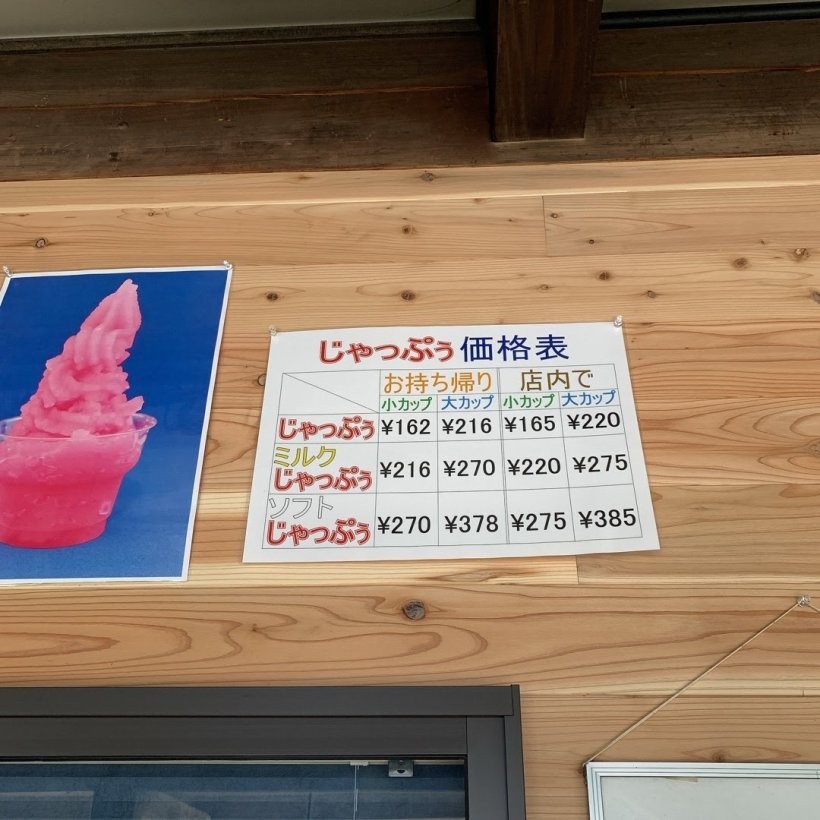 じゃっぷぅ 価格表
お持ち帰り 店内で
小カップ 大カップ 小カップ 大カップ
じゃっぷぅ ¥162 ¥216 ¥165 ¥220
ミルク
じゃっぷぅ ¥216 ¥270 ¥220 ¥275
ソフト
じゃっぷぅ ¥270 ¥378 ¥275 ¥385